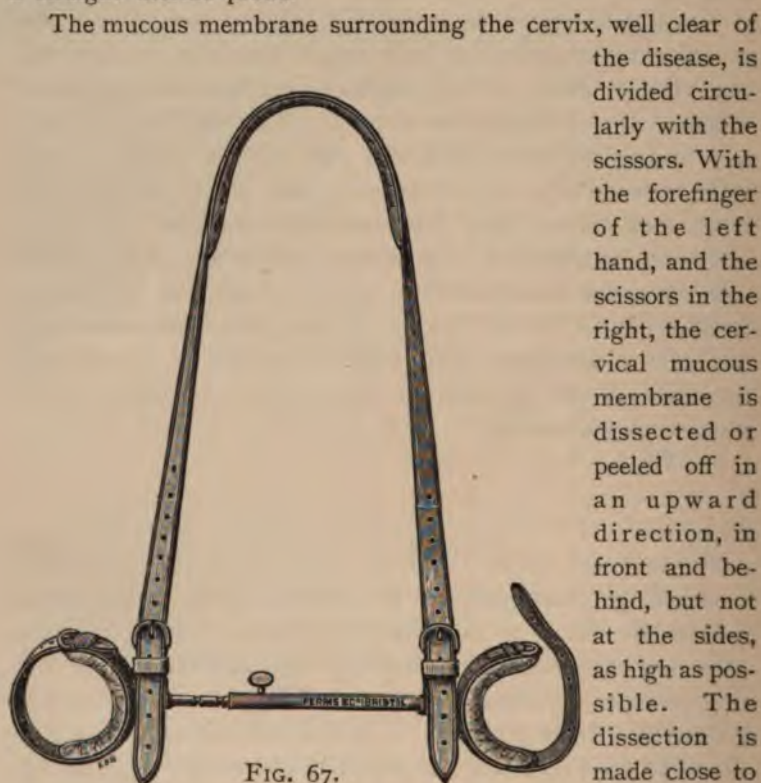 The mucous membrane surrounding the cervix, well clear of
the disease, is
divided circu-
larly with the
scissors. With
the forefinger
of the left
hand, and the
scissors in the
right, the cer-
vical mucous
membrane is
dissected or
peeled off in
an upward
direction, in
front and be-
hind, but not
at the sides,
as high as pos-
sible. The
dissection is
made close to
FIG. 67.